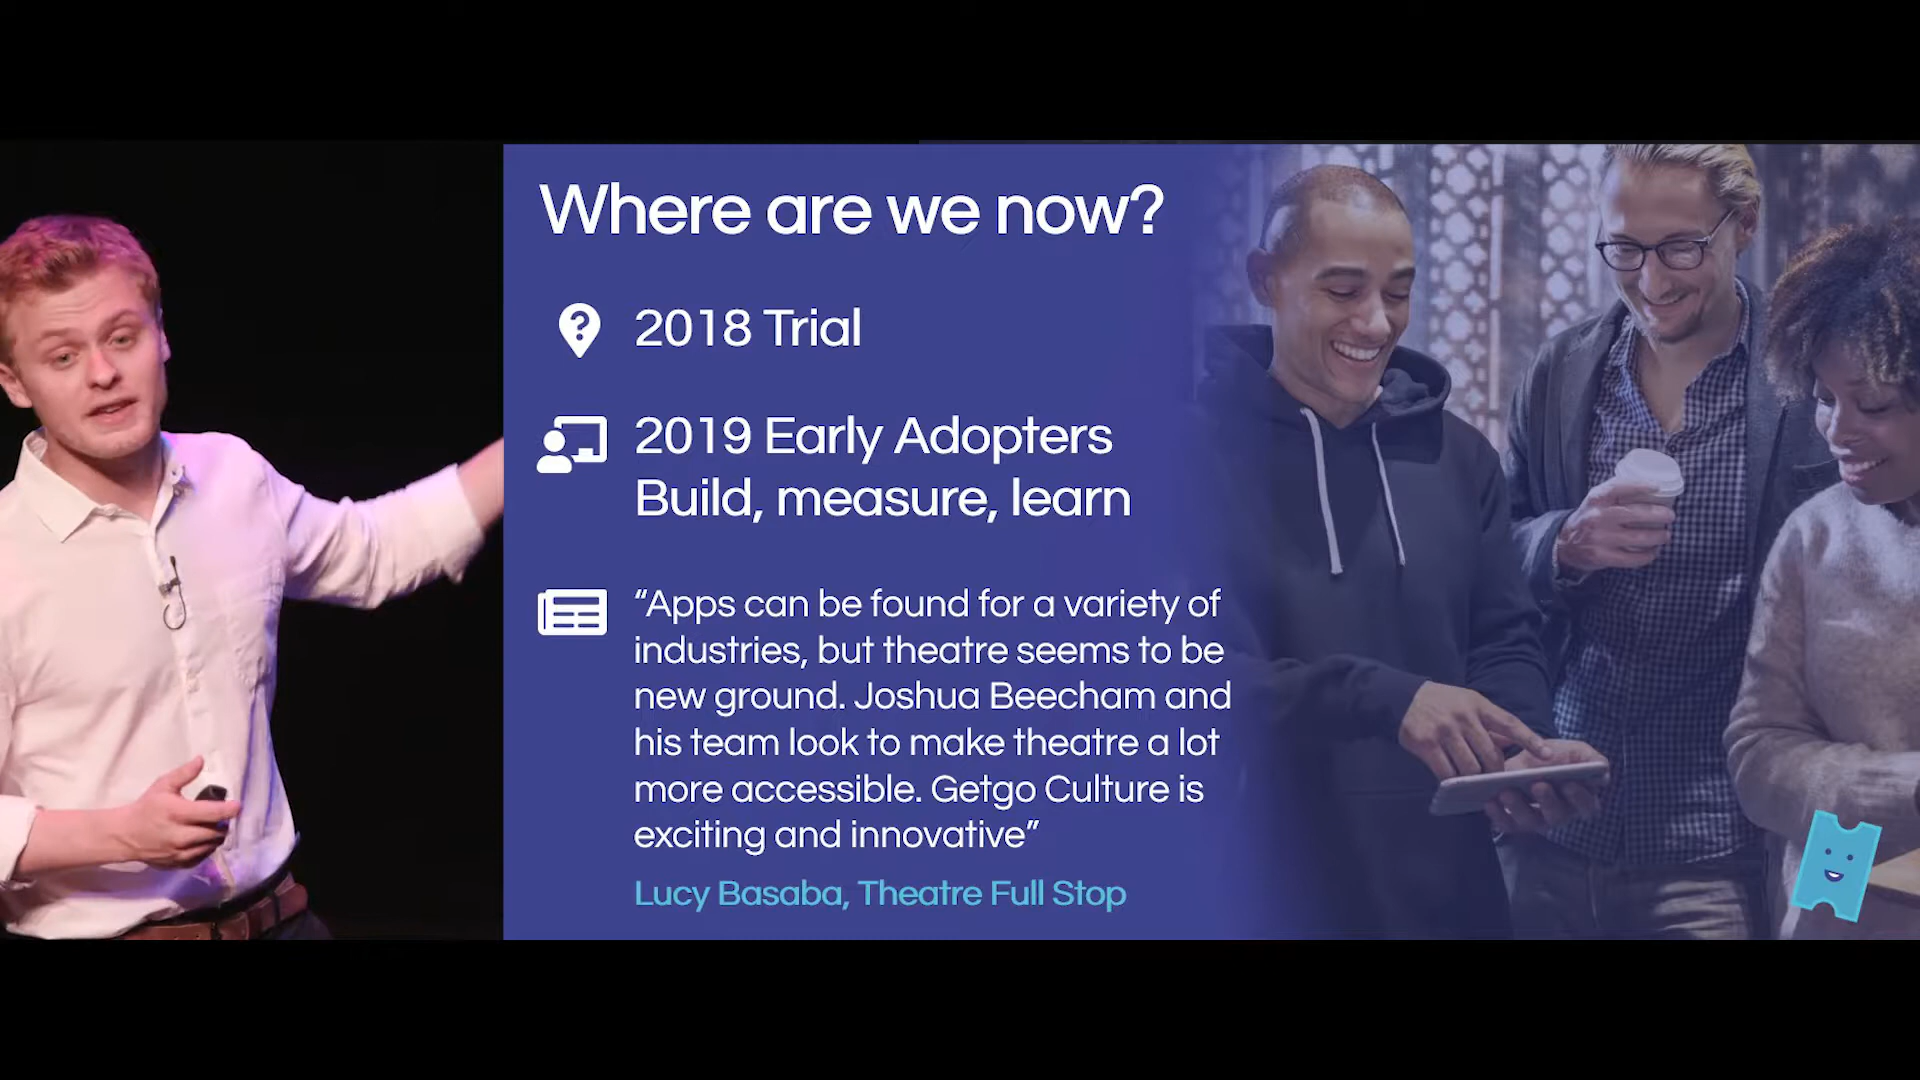 Where are we now?
2018 Trial
2019 Early Adopters
Build, measure, learn
“Apps can be found for a variety of
industries, but theatre seems to be
new ground. Joshua Beecham and
his team look to make theatre a lot
more accessible. Getgo Culture is
exciting and innovative”
Lucy Basaba, Theatre Full Stop